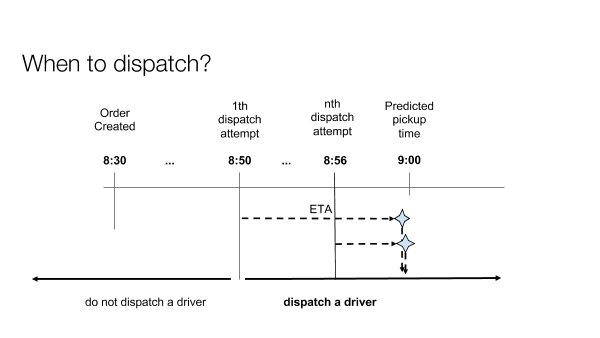 When to dispatch?
Order
Created
1th
dispatch
attempt
nth
dispatch
attempt
Predicted
pickup
time
8:30
...
8:50
...
8:56
9:00
ETA
do not dispatch a driver
dispatch a driver